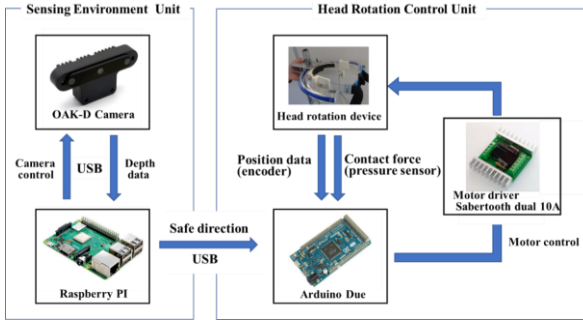 Sensing Environment Unit
OAK-D Camera
Camera
control
USB
Depth
data
Raspberry PI
Safe direction
USB
Head Rotation Control Unit
Head rotation device
Position data
(encoder)
Contact force
(pressure sensor)
Motor driver
Sabertooth dual 10A
Motor control
Arduino Due